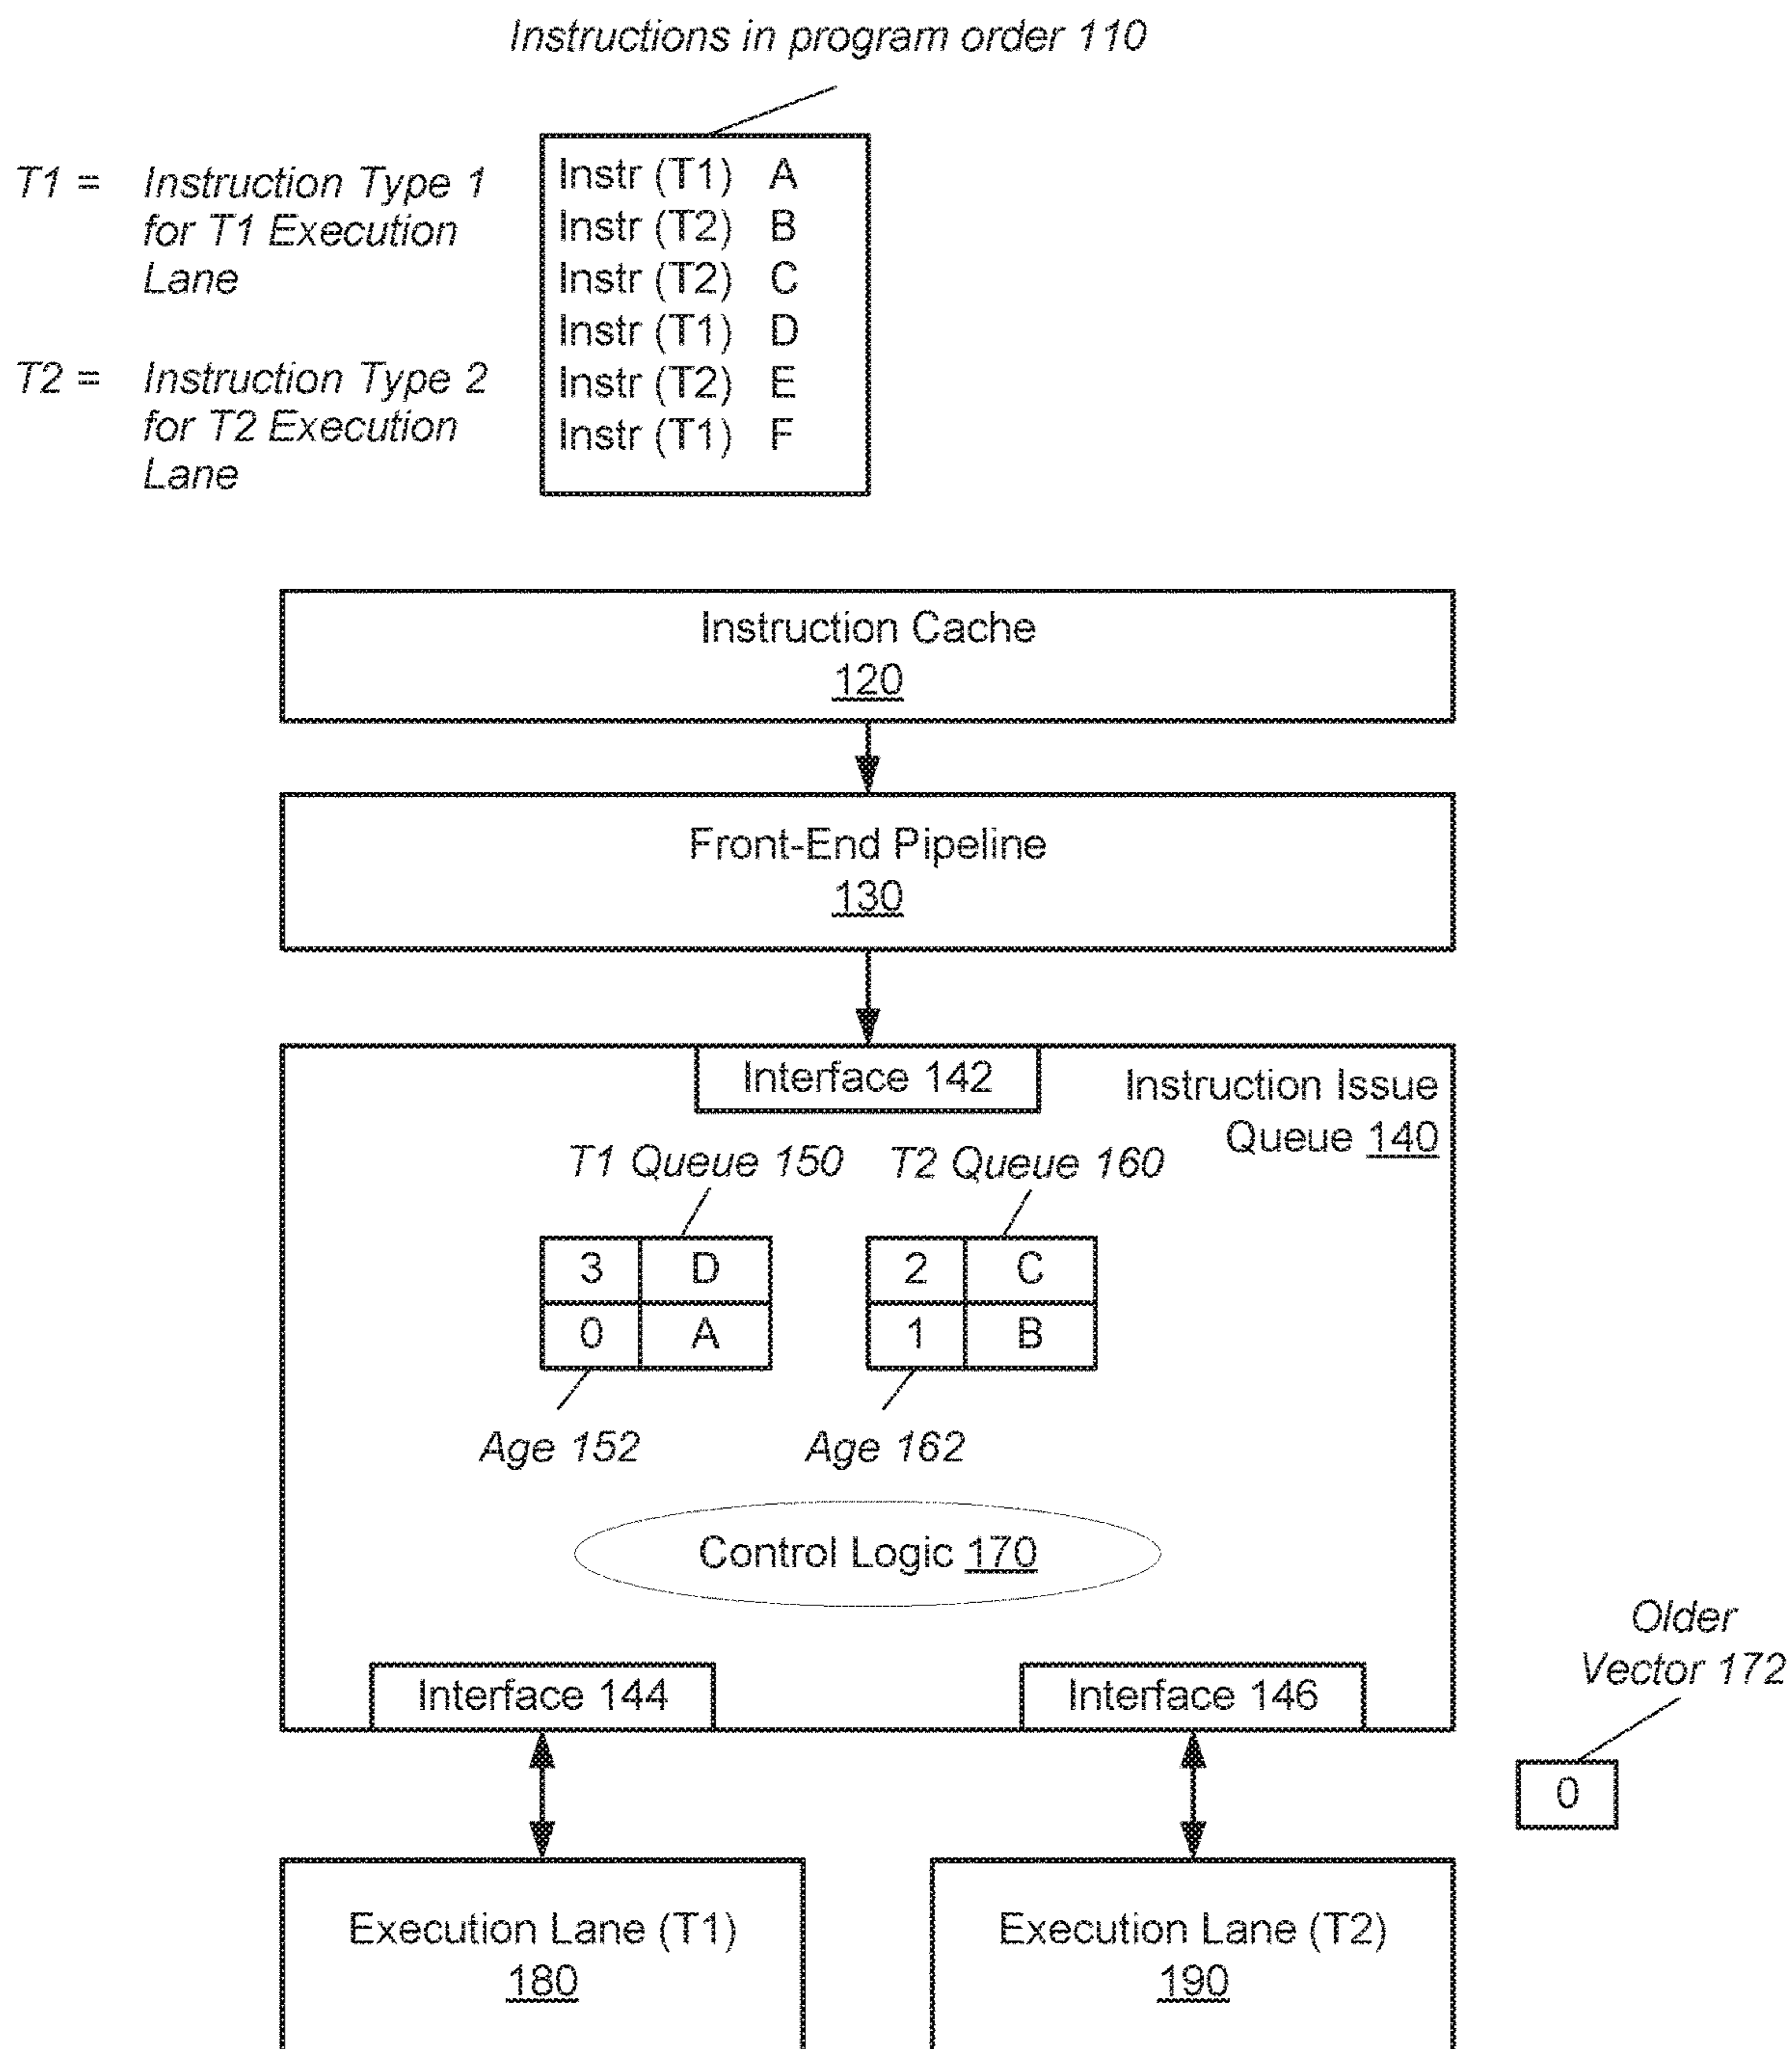 Instructions in program order 110
T1 = Instruction Type 1
for T1 Execution
Lane
T2 = Instruction Type 2
for T2 Execution
Lane
Instr (T1) A
Instr (T2) B
Instr (T2) C
Instr (T1) D
Instr (T2) E
Instr (T1) F
Instruction Cache
120
Front-End Pipeline
130
Interface 142
Instruction Issue
Queue 140
T1 Queue 150
T2 Queue 160
3 D
0 A
2 C
1 B
Age 152
Age 162
Control Logic 170
Older
Vector 172
0
Interface 144
Interface 146
Execution Lane (T1)
180
Execution Lane (T2)
190